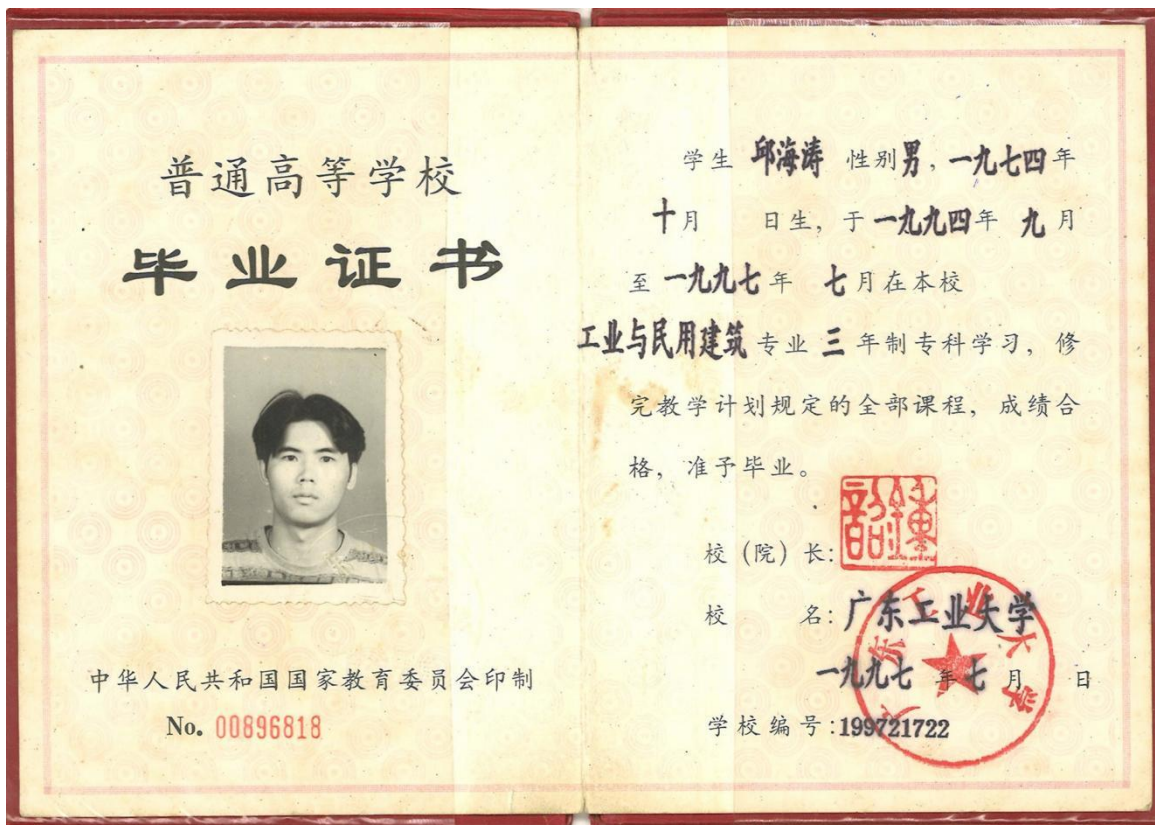 普通高等学校
毕业证书
中华人民共和国国家教育委员会印制
No. 00896818
学生 邱海涛 性别男，一九七四年
十月 日生，于一九九四年 九月
至一九九七年 七月在本校
工业与民用建筑专业 三 年制专科学习，修
完教学计划规定的全部课程，成绩合
格，准予毕业。
校（院）长：
校 名：广东工业大学
一九九七 年七月 日
学校编号：199721722
广东工业大学